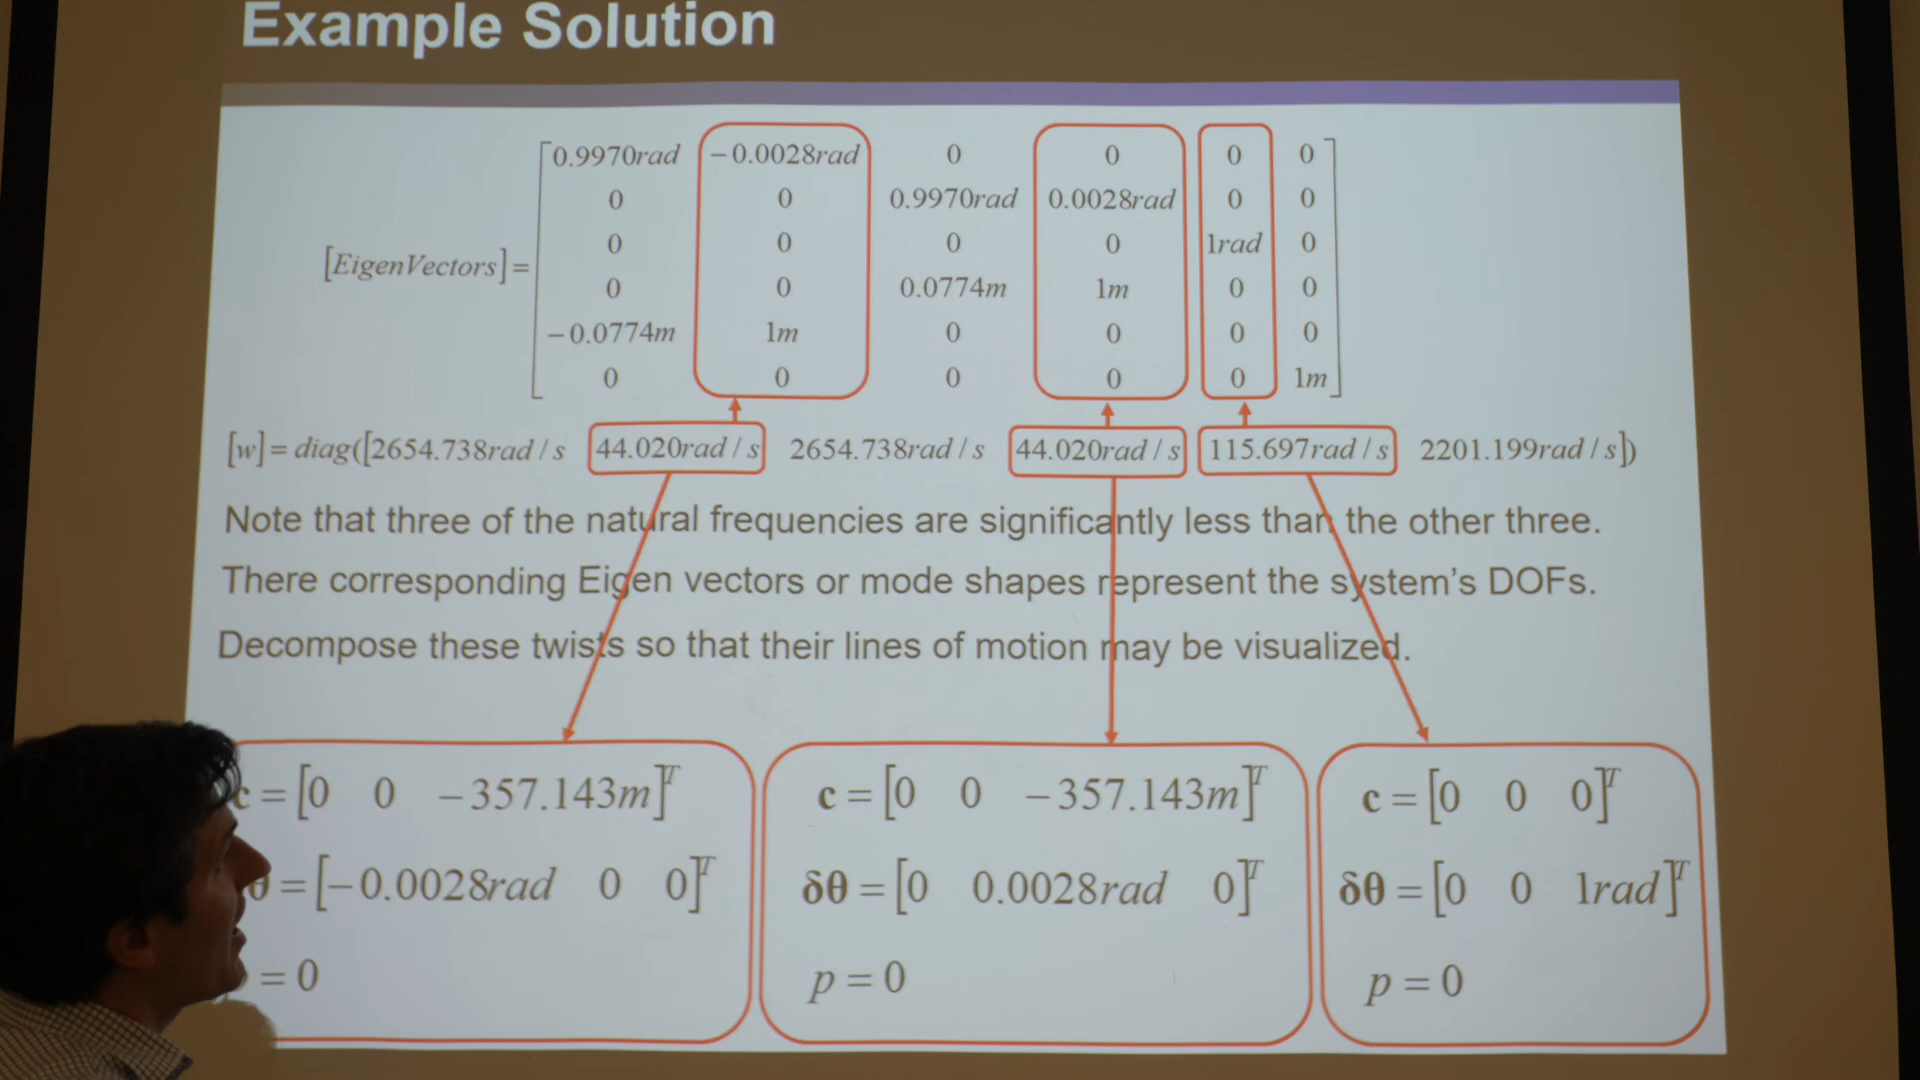 Example Solution
[EigenVectors] =
0.9970rad −0.0028rad 0 0 0 0
0 0 0.9970rad 0.0028rad 0 0
0 0 0 0 1rad 0
0 0 0.0774m 1m 0 0
−0.0774m 1m 0 0 0 0
0 0 0 0 0 1m
[w] = diag([2654.738rad / s 44.020rad / s 2654.738rad / s 44.020rad / s 115.697rad / s 2201.199rad / s])
Note that three of the natural frequencies are significantly less than the other three.
There corresponding Eigen vectors or mode shapes represent the system's DOFs.
Decompose these twists so that their lines of motion may be visualized.
c = [0 0 −357.143m]ᵀ
θ = [−0.0028rad 0 0]ᵀ
= 0
c = [0 0 −357.143m]ᵀ
δθ = [0 0.0028rad 0]ᵀ
p = 0
c = [0 0 0]ᵀ
δθ = [0 0 1rad]ᵀ
p = 0